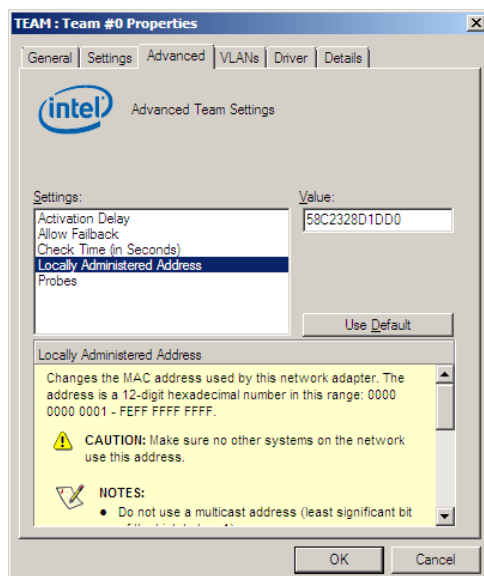 TEAM : Team #0 Properties
General Settings Advanced VLANs Driver Details
intel Advanced Team Settings
Settings: Value:
Activation Delay 58C2328D1DD0
Allow Failback
Check Time (in Seconds)
Locally Administered Address
Probes
Use Default
Locally Administered Address
Changes the MAC address used by this network adapter. The
address is a 12-digit hexadecimal number in this range: 0000
0000 0001 - FEFF FFFF FFFF.
CAUTION: Make sure no other systems on the network
use this address.
NOTES:
• Do not use a multicast address (least significant bit
OK Cancel